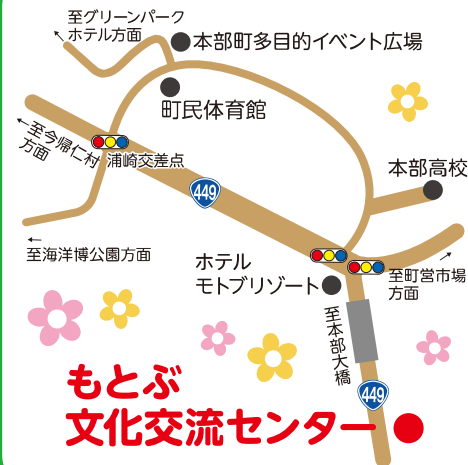 至グリーンパーク
ホテル方面
本部町多目的イベント広場
町民体育館
至今帰仁村
方面
浦崎交差点
449
本部高校
至海洋博公園方面
ホテル
モトブリゾート
至町営市場
方面
至本部大橋
449
もとぶ
文化交流センター